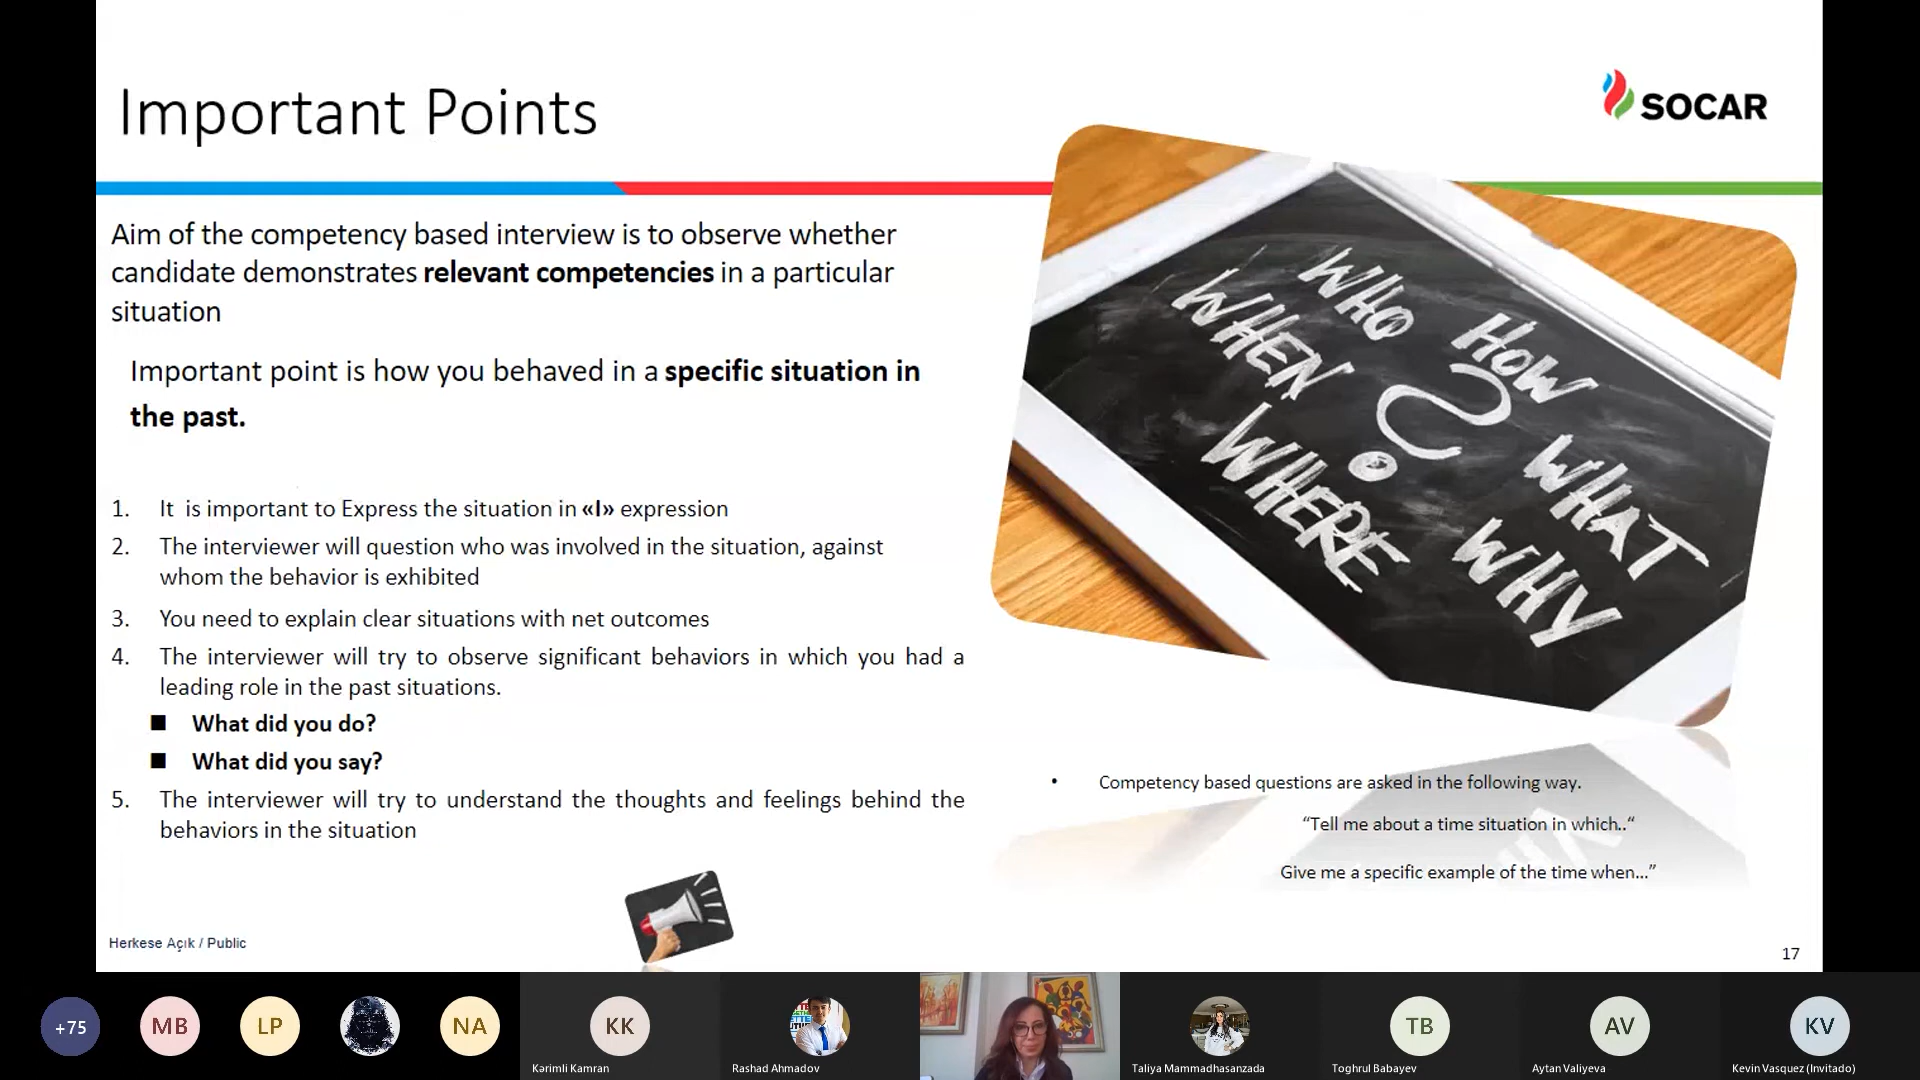 Important Points
SOCAR
Aim of the competency based interview is to observe whether
candidate demonstrates relevant competencies in a particular
situation
Important point is how you behaved in a specific situation in
the past.
1. It is important to Express the situation in «I» expression
2. The interviewer will question who was involved in the situation, against
whom the behavior is exhibited
3. You need to explain clear situations with net outcomes
4. The interviewer will try to observe significant behaviors in which you had a
leading role in the past situations.
■ What did you do?
■ What did you say?
5. The interviewer will try to understand the thoughts and feelings behind the
behaviors in the situation
WHO
HOW
WHEN
?
WHAT
WHERE
WHY
• Competency based questions are asked in the following way.
“Tell me about a time situation in which..“
Give me a specific example of the time when...”
Herkese Açık / Public
17
+75
MB
LP
NA
KK
TB
AV
KV
Kərimli Kamran
Rashad Ahmadov
Taliya Mammadhasanzada
Toghrul Babayev
Aytan Valiyeva
Kevin Vasquez (Invitado)